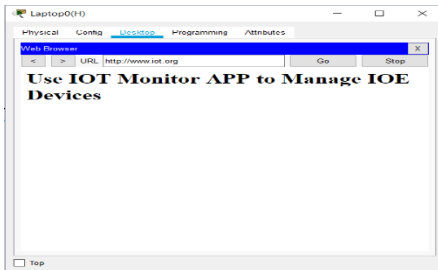 Laptop0(H)
Physical Config Desktop Programming Attributes
Web Browser X
< > URL http://www.iot.org Go Stop
Use IOT Monitor APP to Manage IOE
Devices
Top